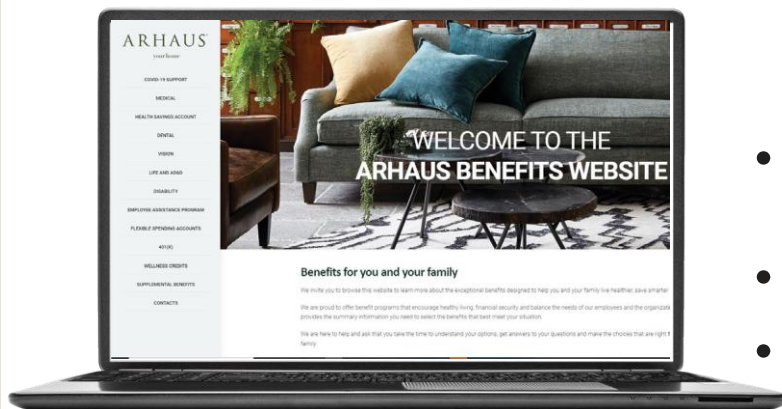 ARHAUS
your home
COVID-19 SUPPORT
MEDICAL
HEALTH SAVINGS ACCOUNT
DENTAL
VISION
LIFE AND AD&D
DISABILITY
EMPLOYEE ASSISTANCE PROGRAM
FLEXIBLE SPENDING ACCOUNTS
401(K)
WELLNESS CREDITS
SUPPLEMENTAL BENEFITS
CONTACTS
WELCOME TO THE
ARHAUS BENEFITS WEBSITE
Benefits for you and your family
We invite you to browse this website to learn more about the exceptional benefits designed to help you and your family live healthier, save smarter
We are proud to offer benefit programs that encourage healthy living, financial security and balance the needs of our employees and the organizat
provides the summary information you need to select the benefits that best meet your situation.
We are here to help and ask that you take the time to understand your options, get answers to your questions and make the choices that are right f
family.